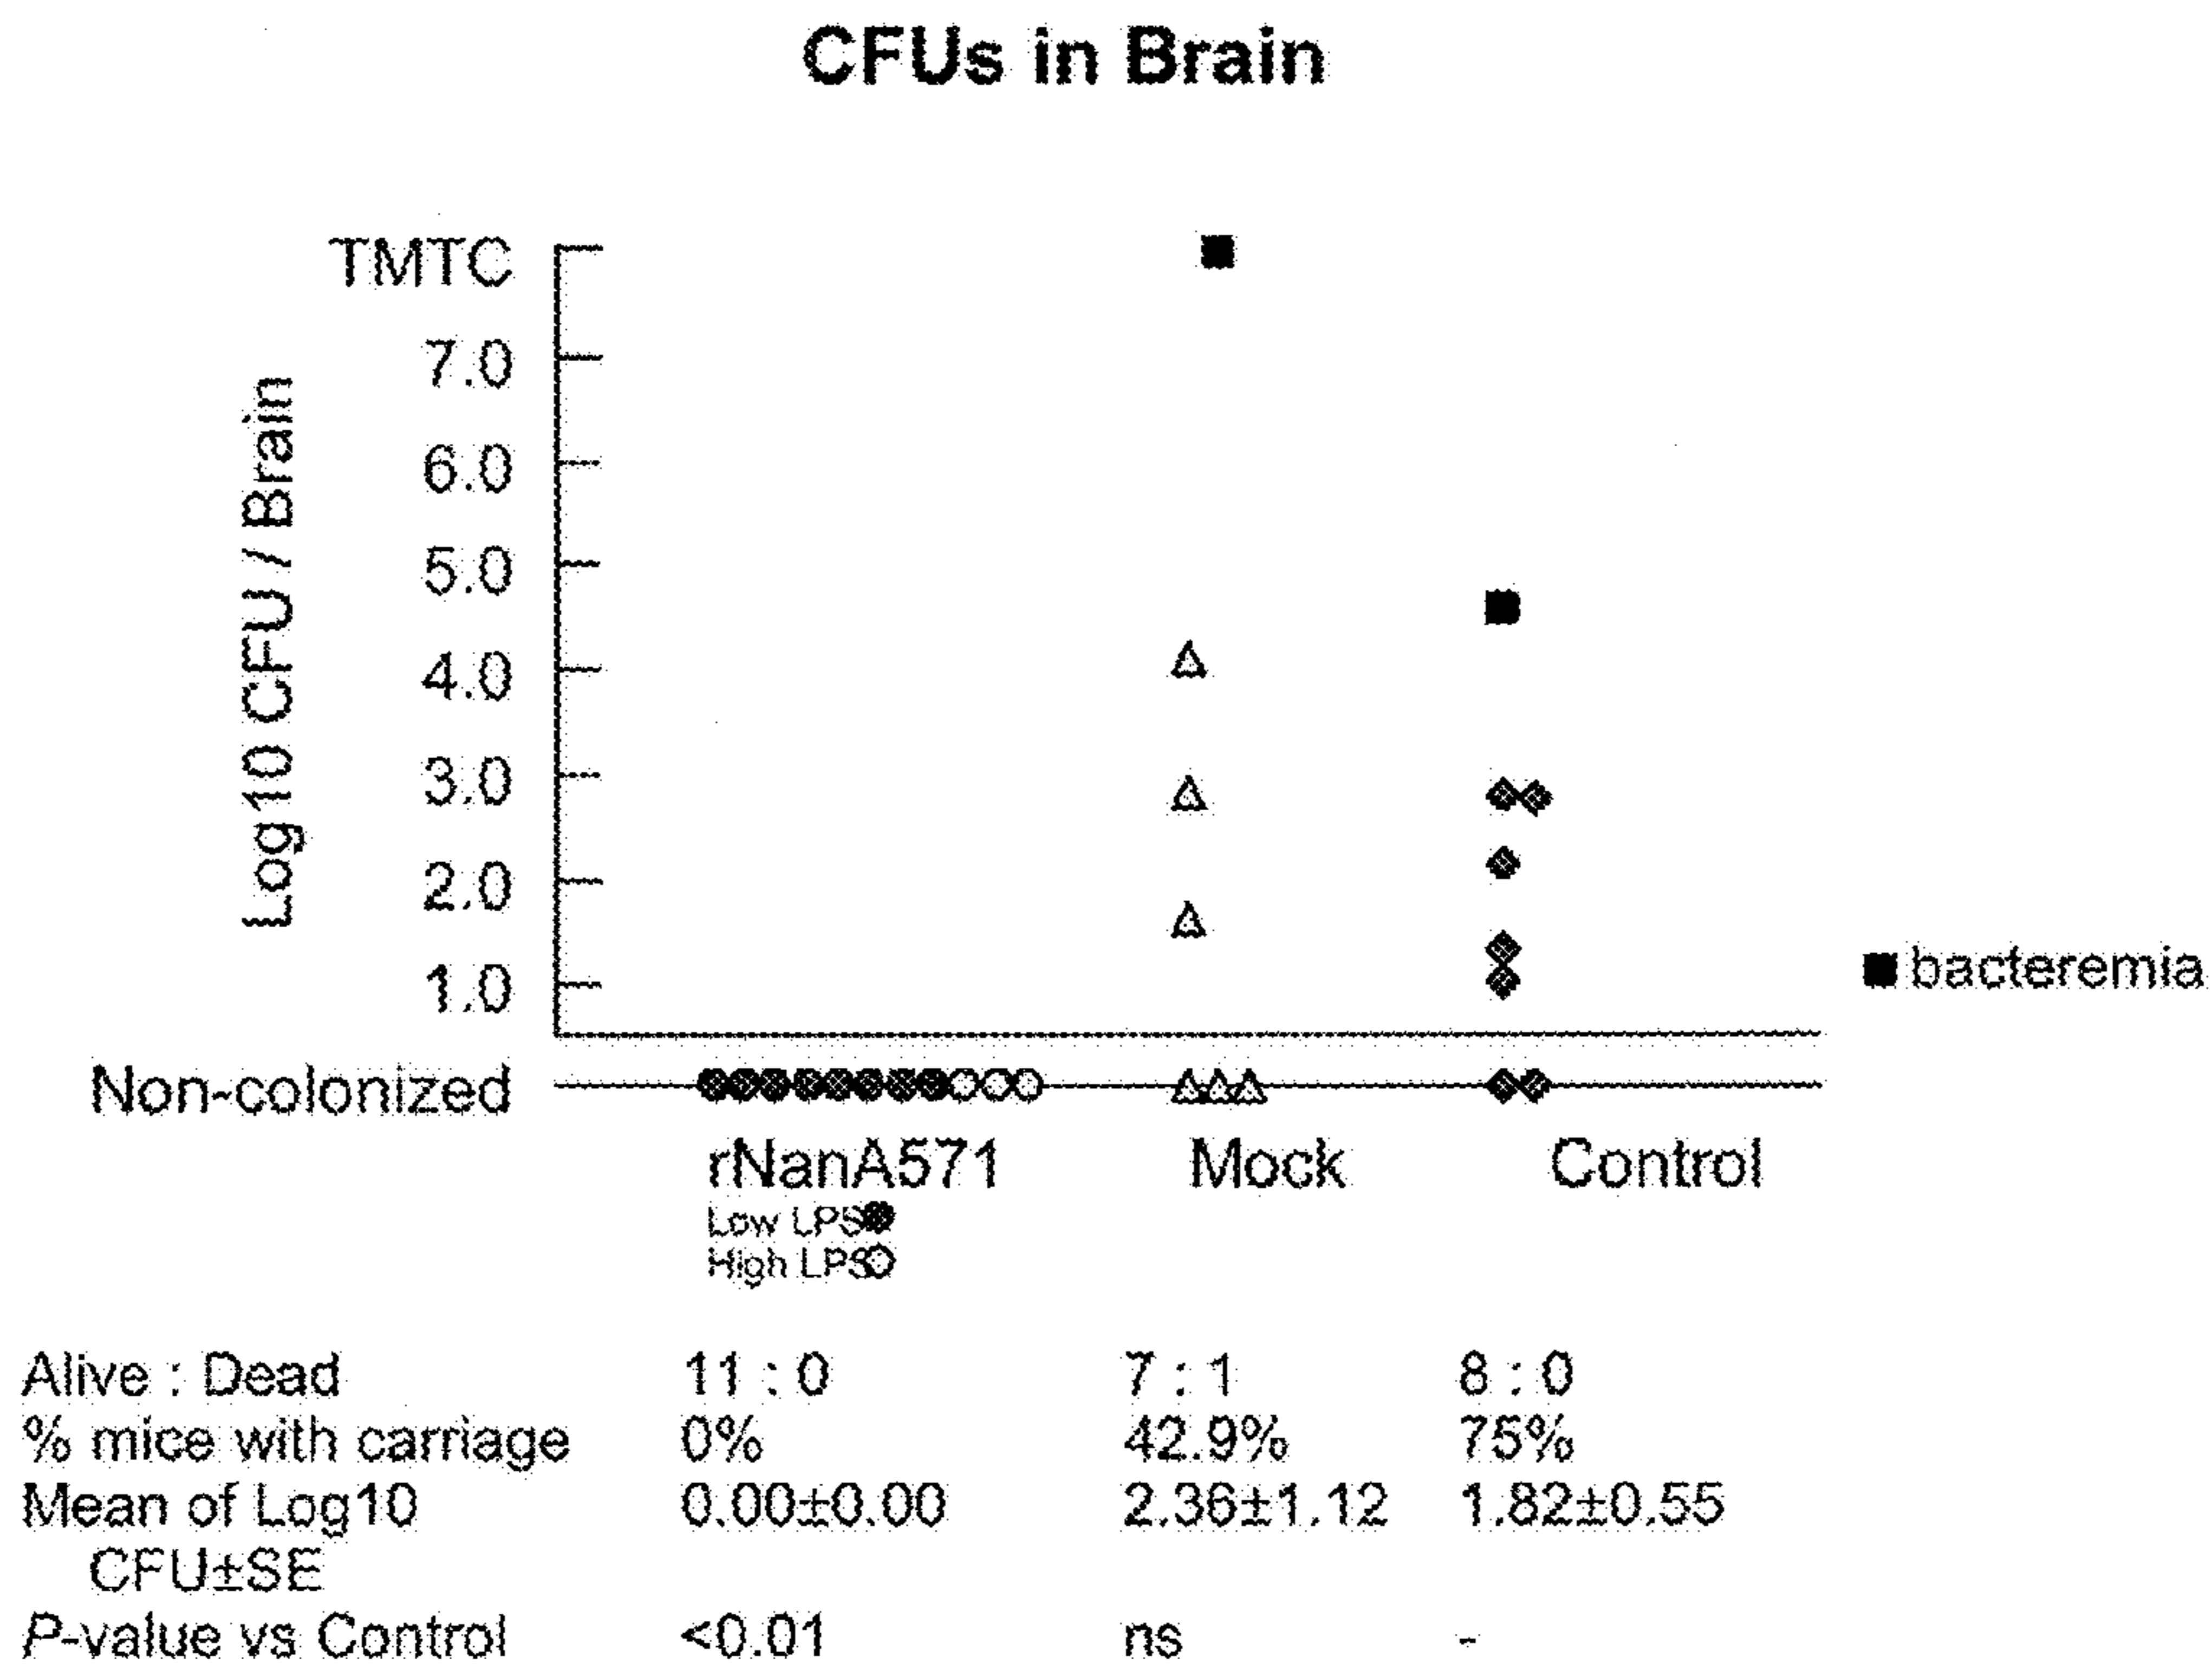 CFUs in Brain
TMTC
7.0
6.0
5.0
4.0
3.0
2.0
1.0
Log10 CFU / Brain
bacteremia
Non-colonized
rNanA571 Mock Control
Low LPS
High LPS
Alive : Dead 11 : 0 7 : 1 8 : 0
% mice with carriage 0% 42.9% 75%
Mean of Log10 0.00±0.00 2.36±1.12 1.82±0.55
CFU±SE
P-value vs Control <0.01 ns -